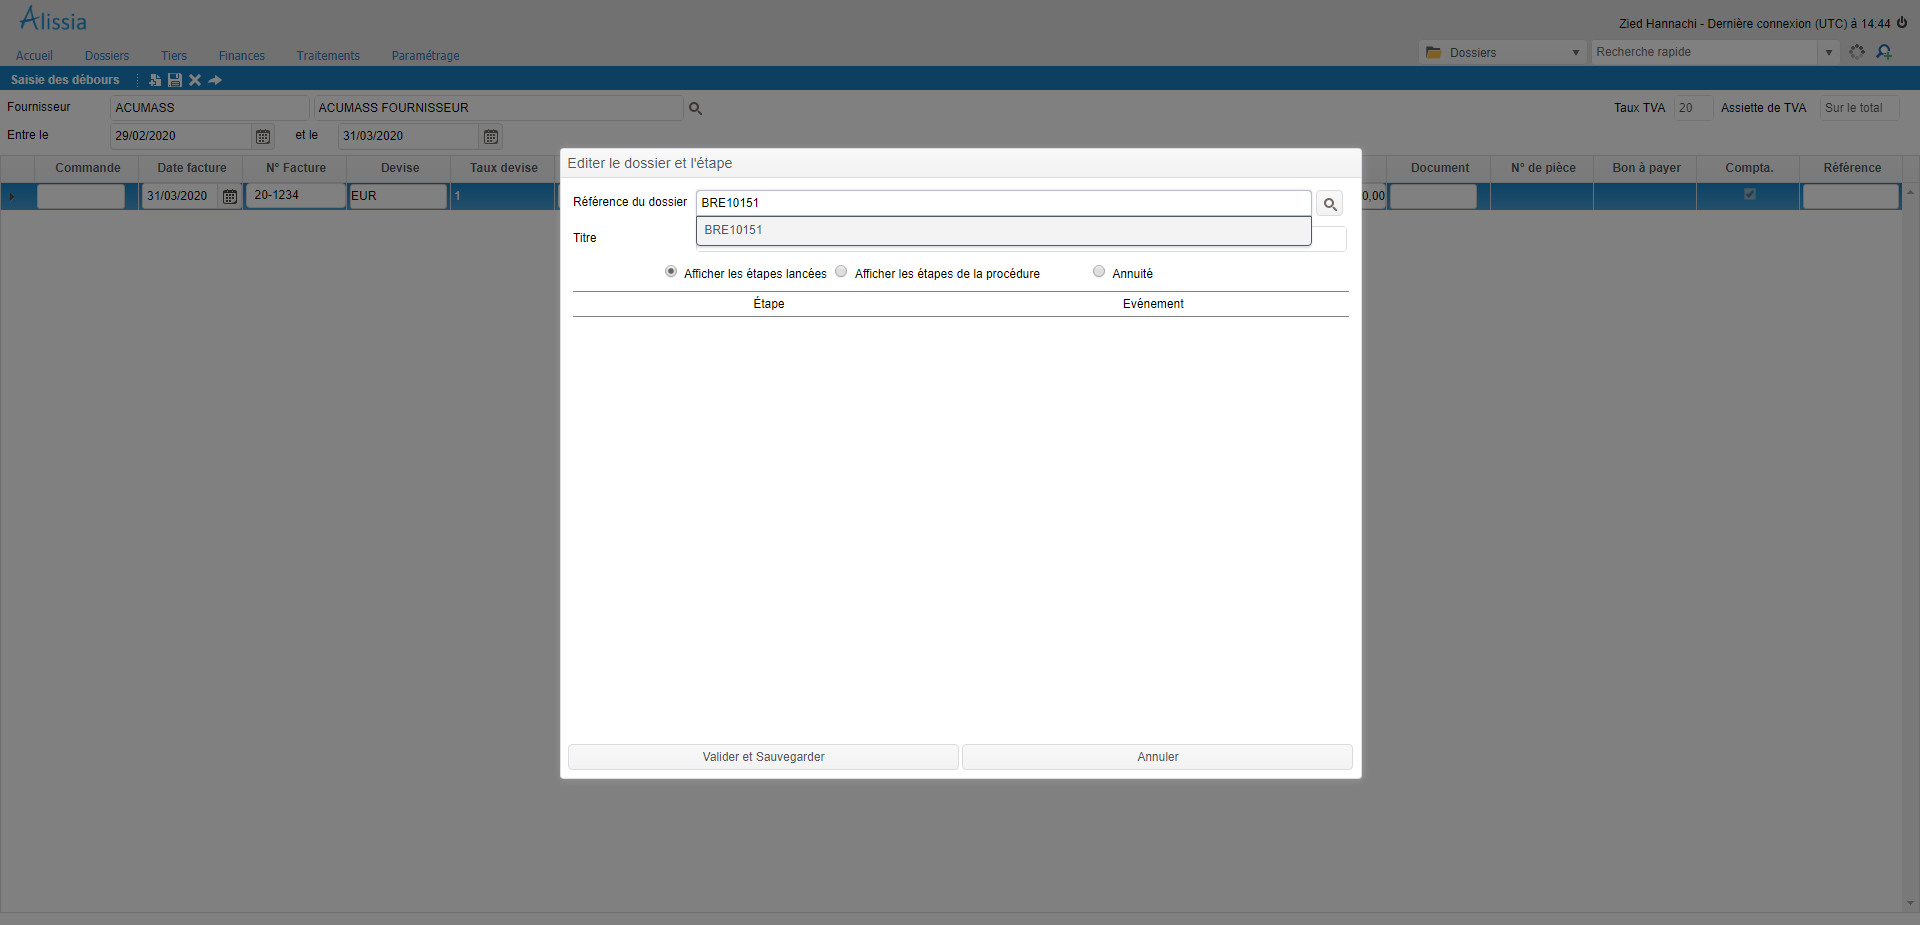 Alissia
Zied Hannachi - Dernière connexion (UTC) à 14:44
Accueil Dossiers Tiers Finances Traitements Paramétrage Dossiers Recherche rapide
Saisie des débours
Fournisseur ACUMASS ACUMASS FOURNISSEUR Taux TVA 20 Assiette de TVA Sur le total
Entre le 29/02/2020 et le 31/03/2020
Commande Date facture N° Facture Devise Taux devise Document N° de pièce Bon à payer Compta. Référence
31/03/2020 20-1234 EUR 1 0,00
Editer le dossier et l'étape
Référence du dossier BRE10151
BRE10151
Titre
Afficher les étapes lancées Afficher les étapes de la procédure Annuité
Étape Evénement
Valider et Sauvegarder Annuler